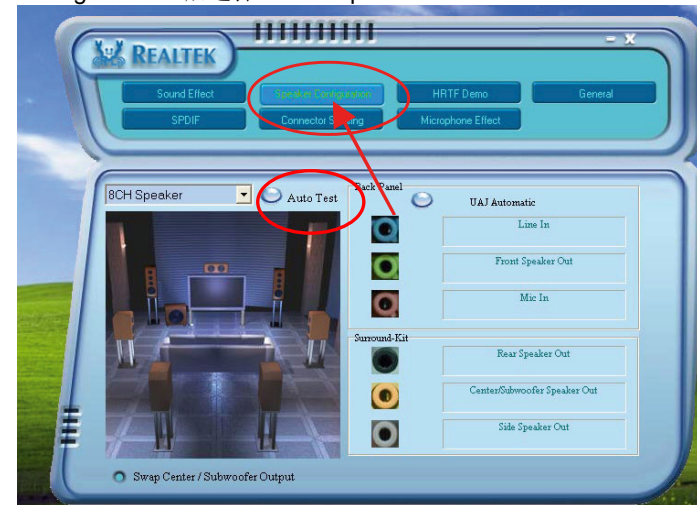 REALTEK
- X
Sound Effect
Speaker Configuration
HRTF Demo
General
SPDIF
Connector
Microphone Effect
8CH Speaker
Auto Test
Back Panel
UAJ Automatic
Line In
Front Speaker Out
Mic In
Surround-Kit
Rear Speaker Out
Center/Subwoofer Speaker Out
Side Speaker Out
Swap Center / Subwoofer Output